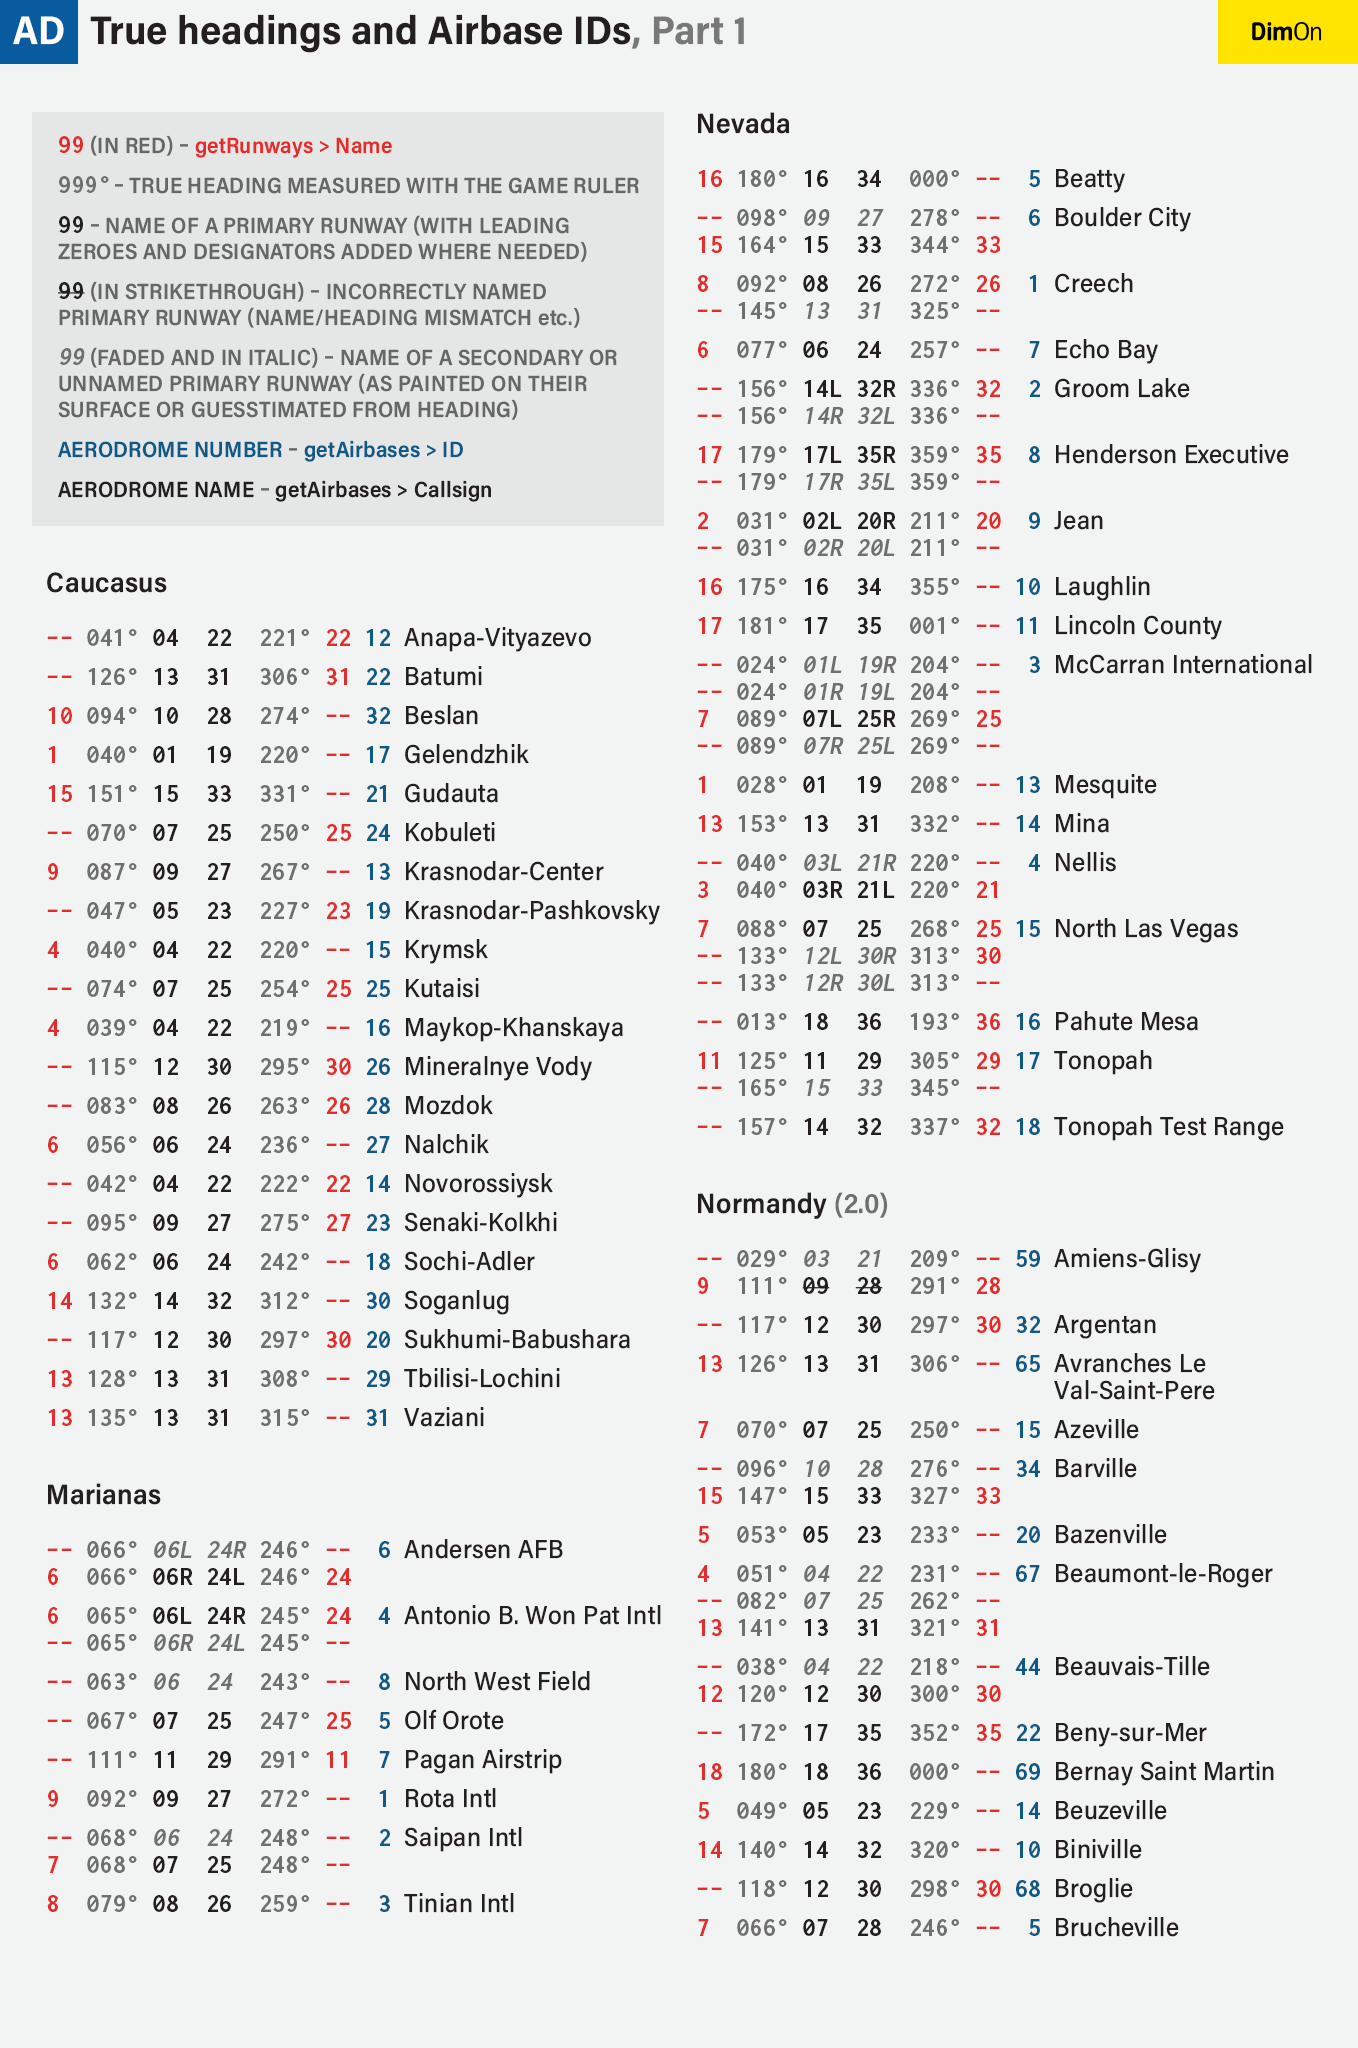 AD True headings and Airbase IDs, Part 1
DimOn
99 (IN RED) – getRunways > Name
999° – TRUE HEADING MEASURED WITH THE GAME RULER
99 – NAME OF A PRIMARY RUNWAY (WITH LEADING
ZEROES AND DESIGNATORS ADDED WHERE NEEDED)
99 (IN STRIKETHROUGH) – INCORRECTLY NAMED
PRIMARY RUNWAY (NAME/HEADING MISMATCH etc.)
99 (FADED AND IN ITALIC) – NAME OF A SECONDARY OR
UNNAMED PRIMARY RUNWAY (AS PAINTED ON THEIR
SURFACE OR GUESSTIMATED FROM HEADING)
AERODROME NUMBER – getAirbases > ID
AERODROME NAME – getAirbases > Callsign
Caucasus
-- 041° 04 22 221° 22 12 Anapa-Vityazevo
-- 126° 13 31 306° 31 22 Batumi
10 094° 10 28 274° -- 32 Beslan
1 040° 01 19 220° -- 17 Gelendzhik
15 151° 15 33 331° -- 21 Gudauta
-- 070° 07 25 250° 25 24 Kobuleti
9 087° 09 27 267° -- 13 Krasnodar-Center
-- 047° 05 23 227° 23 19 Krasnodar-Pashkovsky
4 040° 04 22 220° -- 15 Krymsk
-- 074° 07 25 254° 25 25 Kutaisi
4 039° 04 22 219° -- 16 Maykop-Khanskaya
-- 115° 12 30 295° 30 26 Mineralnye Vody
-- 083° 08 26 263° 26 28 Mozdok
6 056° 06 24 236° -- 27 Nalchik
-- 042° 04 22 222° 22 14 Novorossiysk
-- 095° 09 27 275° 27 23 Senaki-Kolkhi
6 062° 06 24 242° -- 18 Sochi-Adler
14 132° 14 32 312° -- 30 Soganlug
-- 117° 12 30 297° 30 20 Sukhumi-Babushara
13 128° 13 31 308° -- 29 Tbilisi-Lochini
13 135° 13 31 315° -- 31 Vaziani
Marianas
-- 066° 06L 24R 246° -- 6 Andersen AFB
6 066° 06R 24L 246° 24
6 065° 06L 24R 245° 24 4 Antonio B. Won Pat Intl
-- 065° 06R 24L 245° --
-- 063° 06 24 243° -- 8 North West Field
-- 067° 07 25 247° 25 5 Olf Orote
-- 111° 11 29 291° 11 7 Pagan Airstrip
9 092° 09 27 272° -- 1 Rota Intl
-- 068° 06 24 248° -- 2 Saipan Intl
7 068° 07 25 248° --
8 079° 08 26 259° -- 3 Tinian Intl
Nevada
16 180° 16 34 000° -- 5 Beatty
-- 098° 09 27 278° -- 6 Boulder City
15 164° 15 33 344° 33
8 092° 08 26 272° 26 1 Creech
-- 145° 13 31 325° --
6 077° 06 24 257° -- 7 Echo Bay
-- 156° 14L 32R 336° 32 2 Groom Lake
-- 156° 14R 32L 336° --
17 179° 17L 35R 359° 35 8 Henderson Executive
-- 179° 17R 35L 359° --
2 031° 02L 20R 211° 20 9 Jean
-- 031° 02R 20L 211° --
16 175° 16 34 355° -- 10 Laughlin
17 181° 17 35 001° -- 11 Lincoln County
-- 024° 01L 19R 204° -- 3 McCarran International
-- 024° 01R 19L 204° --
7 089° 07L 25R 269° 25
-- 089° 07R 25L 269° --
1 028° 01 19 208° -- 13 Mesquite
13 153° 13 31 332° -- 14 Mina
-- 040° 03L 21R 220° -- 4 Nellis
3 040° 03R 21L 220° 21
7 088° 07 25 268° 25 15 North Las Vegas
-- 133° 12L 30R 313° 30
-- 133° 12R 30L 313° --
-- 013° 18 36 193° 36 16 Pahute Mesa
11 125° 11 29 305° 29 17 Tonopah
-- 165° 15 33 345° --
-- 157° 14 32 337° 32 18 Tonopah Test Range
Normandy (2.0)
-- 029° 03 21 209° -- 59 Amiens-Glisy
9 111° 09 28 291° 28
-- 117° 12 30 297° 30 32 Argentan
13 126° 13 31 306° -- 65 Avranches Le
Val-Saint-Pere
7 070° 07 25 250° -- 15 Azeville
-- 096° 10 28 276° -- 34 Barville
15 147° 15 33 327° 33
5 053° 05 23 233° -- 20 Bazenville
4 051° 04 22 231° -- 67 Beaumont-le-Roger
-- 082° 07 25 262° --
13 141° 13 31 321° 31
-- 038° 04 22 218° -- 44 Beauvais-Tille
12 120° 12 30 300° 30
-- 172° 17 35 352° 35 22 Beny-sur-Mer
18 180° 18 36 000° -- 69 Bernay Saint Martin
5 049° 05 23 229° -- 14 Beuzeville
14 140° 14 32 320° -- 10 Biniville
-- 118° 12 30 298° 30 68 Broglie
7 066° 07 28 246° -- 5 Brucheville